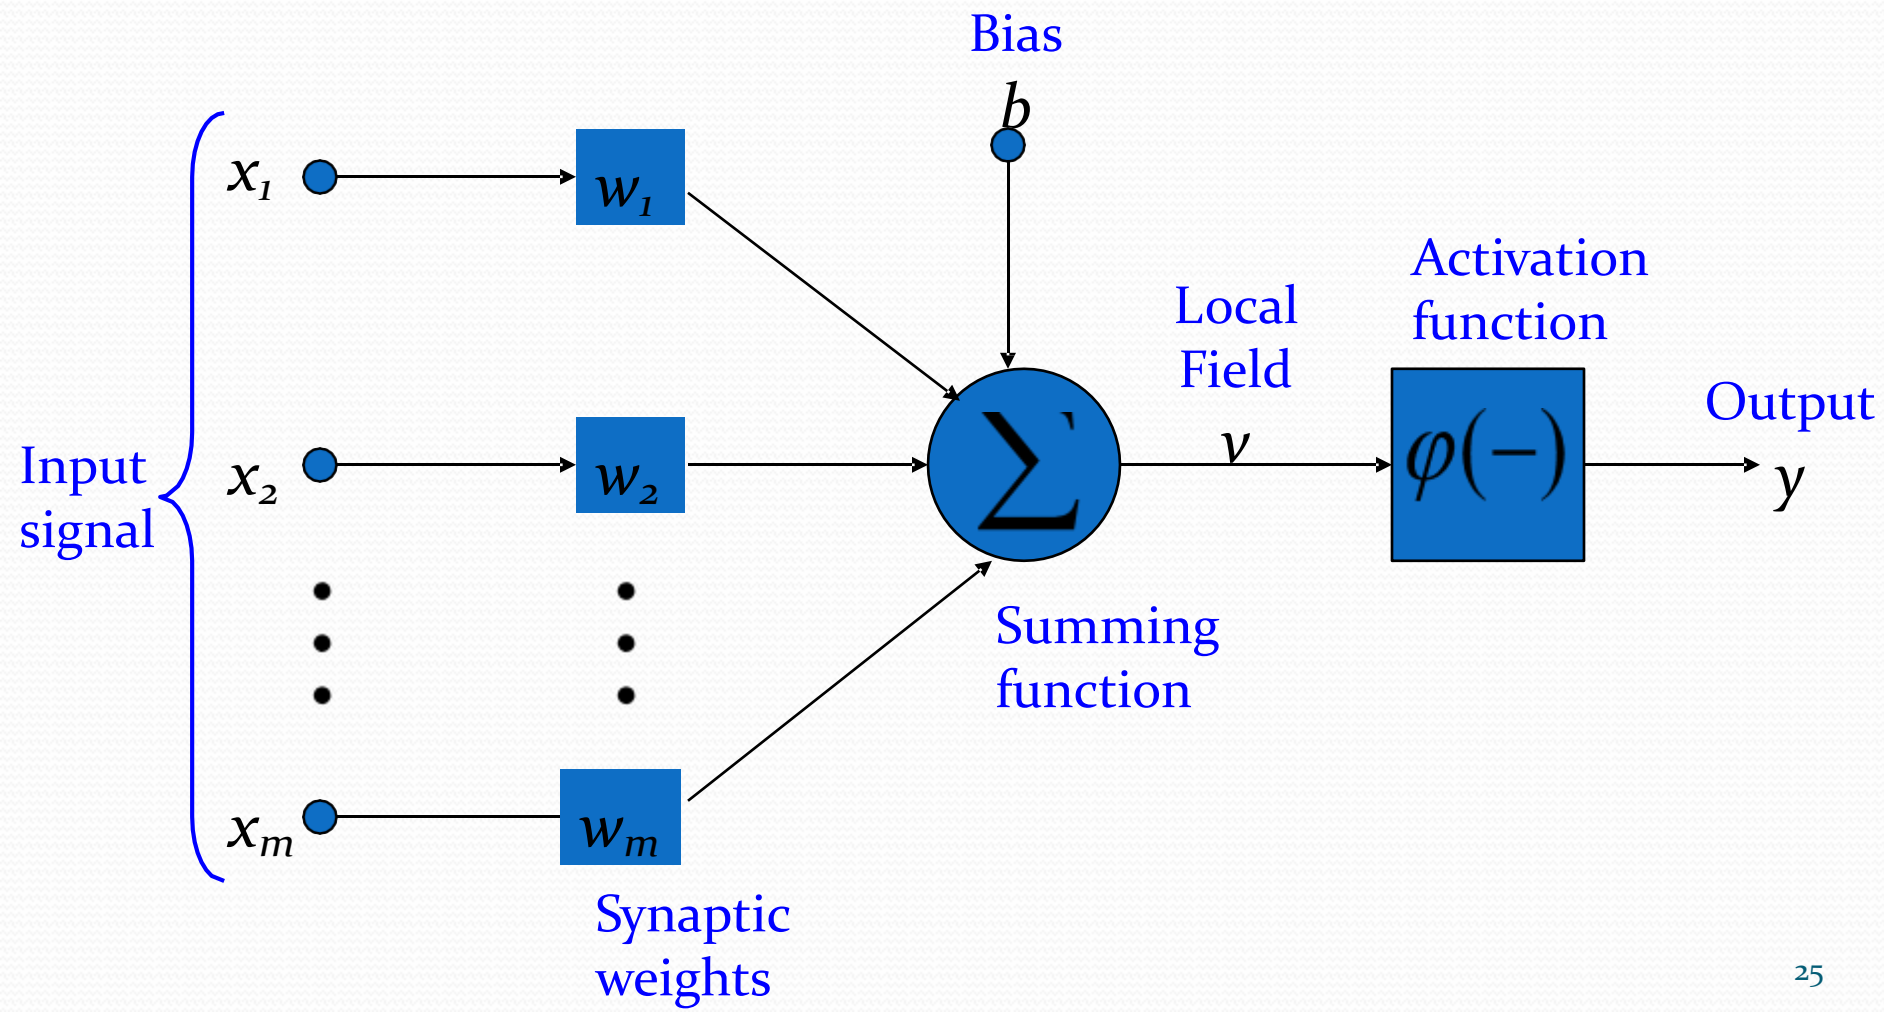 Bias
b
x₁
w₁
Activation
function
Local
Field
Output
∑
v
φ(−)
y
Input
signal
x₂
w₂
Summing
function
xₘ
wₘ
Synaptic
weights
25